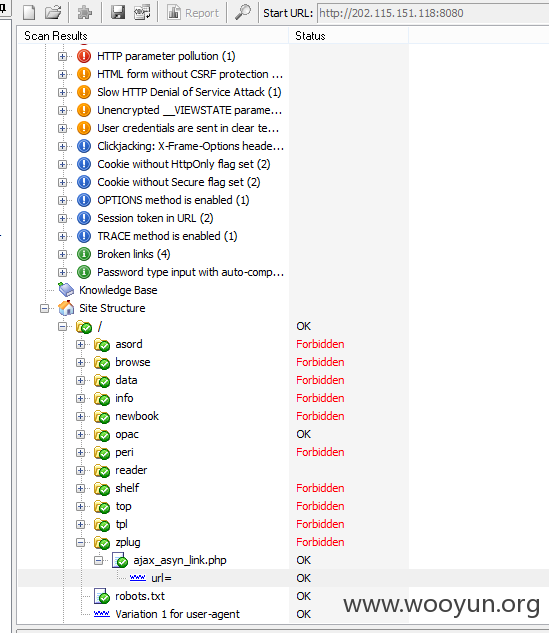 Report Start URL: http://202.115.151.118:8080
Scan Results Status
HTTP parameter pollution (1)
HTML form without CSRF protection ...
Slow HTTP Denial of Service Attack (1)
Unencrypted __VIEWSTATE parame...
User credentials are sent in clear te...
Clickjacking: X-Frame-Options heade...
Cookie without HttpOnly flag set (2)
Cookie without Secure flag set (2)
OPTIONS method is enabled (1)
Session token in URL (2)
TRACE method is enabled (1)
Broken links (4)
Password type input with auto-comp...
Knowledge Base
Site Structure
/ OK
asord Forbidden
browse Forbidden
data Forbidden
info Forbidden
newbook Forbidden
opac OK
peri Forbidden
reader
shelf Forbidden
top Forbidden
tpl Forbidden
zplug Forbidden
ajax_asyn_link.php OK
url= OK
robots.txt OK
Variation 1 for user-agent OK
www.wooyun.org